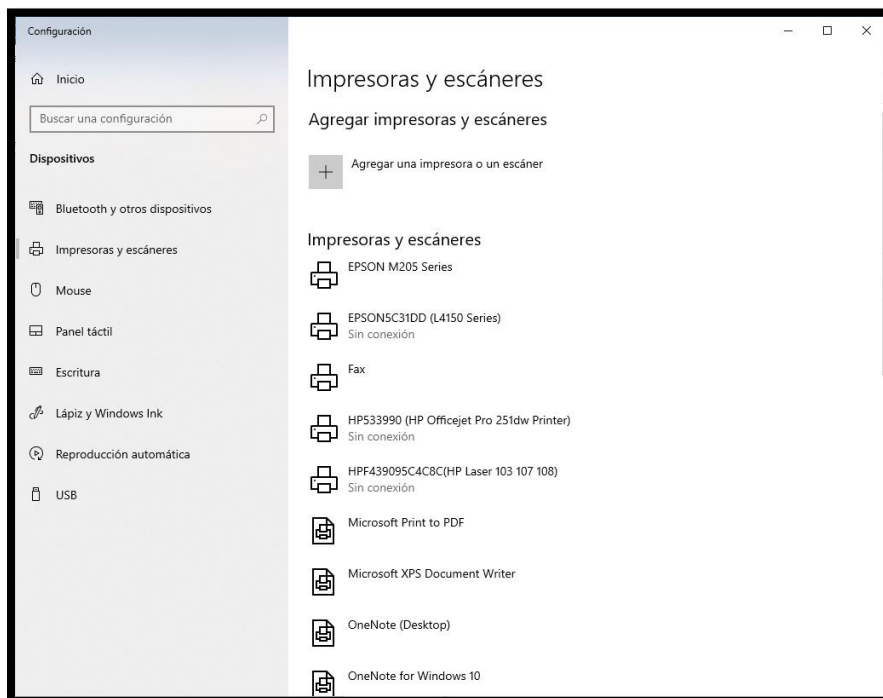 Configuración
Inicio
Buscar una configuración
Dispositivos
Bluetooth y otros dispositivos
Impresoras y escáneres
Mouse
Panel táctil
Escritura
Lápiz y Windows Ink
Reproducción automática
USB
Impresoras y escáneres
Agregar impresoras y escáneres
Agregar una impresora o un escáner
Impresoras y escáneres
EPSON M205 Series
EPSON5C31DD (L4150 Series)
Sin conexión
Fax
HP533990 (HP Officejet Pro 251dw Printer)
Sin conexión
HPF439095C4C8C(HP Laser 103 107 108)
Sin conexión
Microsoft Print to PDF
Microsoft XPS Document Writer
OneNote (Desktop)
OneNote for Windows 10